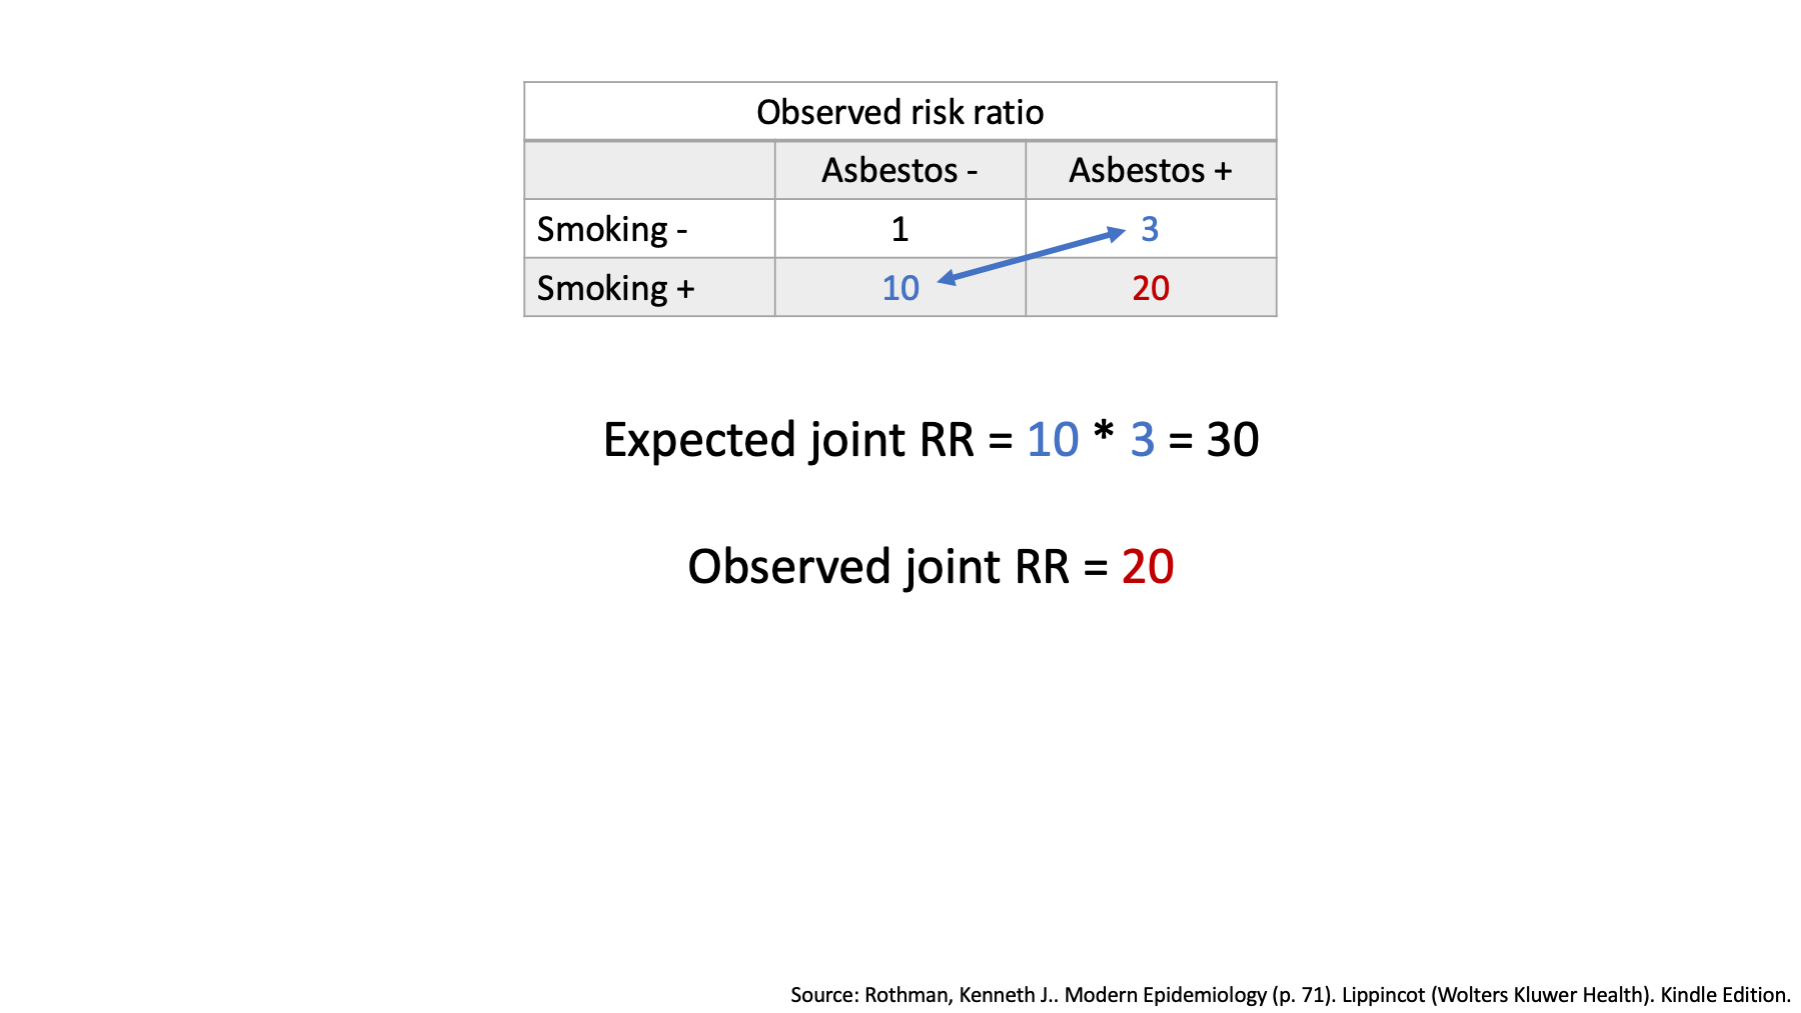 Observed risk ratio
Asbestos - Asbestos +
Smoking - 1 3
Smoking + 10 20
Expected joint RR = 10 * 3 = 30
Observed joint RR = 20
Source: Rothman, Kenneth J.. Modern Epidemiology (p. 71). Lippincot (Wolters Kluwer Health). Kindle Edition.